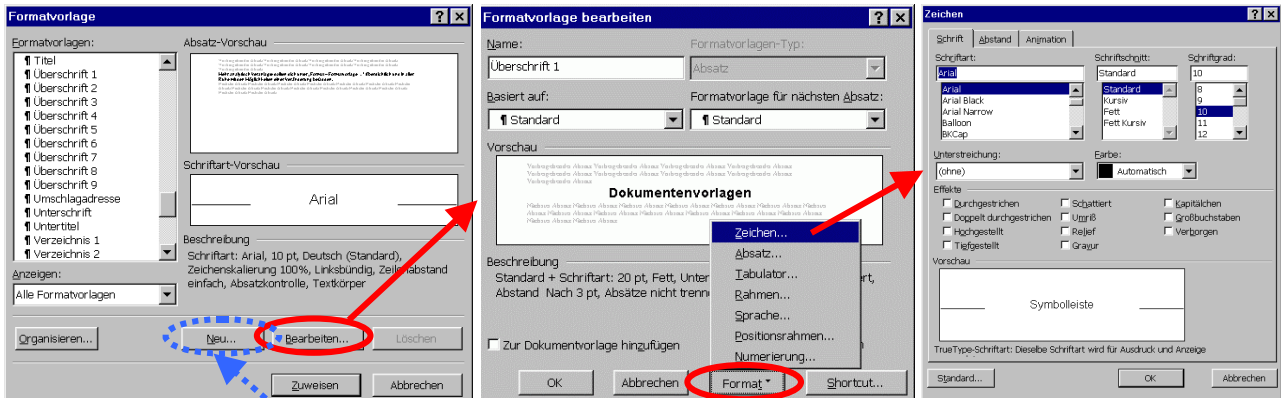 Formatvorlage
Formatvorlagen:
¶ Titel
¶ Überschrift 1
¶ Überschrift 2
¶ Überschrift 3
¶ Überschrift 4
¶ Überschrift 5
¶ Überschrift 6
¶ Überschrift 7
¶ Überschrift 8
¶ Überschrift 9
¶ Umschlagadresse
¶ Unterschrift
¶ Untertitel
¶ Verzeichnis 1
¶ Verzeichnis 2
Anzeigen:
Alle Formatvorlagen
Absatz-Vorschau
Schriftart-Vorschau
Arial
Beschreibung
Schriftart: Arial, 10 pt, Deutsch (Standard),
Zeichenskalierung 100%, Linksbündig, Zeilenabstand
einfach, Absatzkontrolle, Textkörper
Organisieren...
Neu...
Bearbeiten...
Löschen
Zuweisen
Abbrechen
Formatvorlage bearbeiten
Name:
Formatvorlagen-Typ:
Überschrift 1
Absatz
Basiert auf:
Formatvorlage für nächsten Absatz:
¶ Standard
¶ Standard
Vorschau
Dokumentenvorlagen
Beschreibung
Standard + Schriftart: 20 pt, Fett, Unter
Abstand Nach 3 pt, Absätze nicht trenn
Zur Dokumentvorlage hinzufügen
Zeichen...
Absatz...
Tabulator...
Rahmen...
Sprache...
Positionsrahmen...
Numerierung...
OK
Abbrechen
Format
Shortcut...
Zeichen
Schrift
Abstand
Animation
Schriftart:
Schriftschnitt:
Schriftgrad:
Arial
Standard
10
Arial
Arial Black
Arial Narrow
Balloon
BKCap
Standard
Kursiv
Fett
Fett Kursiv
8
9
10
11
12
Unterstreichung:
Farbe:
(ohne)
Automatisch
Effekte
Durchgestrichen
Schattiert
Kapitälchen
Doppelt durchgestrichen
Umriß
Großbuchstaben
Hochgestellt
Relief
Verborgen
Tiefgestellt
Gravur
Vorschau
Symbolleiste
TrueType-Schriftart: Dieselbe Schriftart wird für Ausdruck und Anzeige
Standard...
OK
Abbrechen